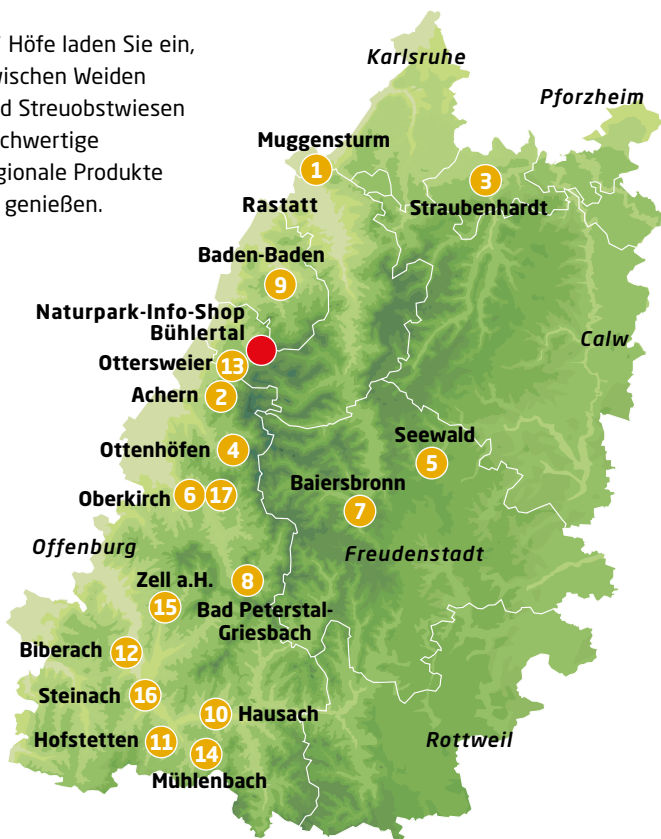 Höfe laden Sie ein,
wischen Weiden
d Streuobstwiesen
chwertige
gionale Produkte
genießen.
Karlsruhe
Pforzheim
Muggensturm
1
3
Rastatt
Straubenhardt
Baden-Baden
9
Naturpark-Info-Shop
Bühlertal
Calw
Ottersweier 13
Achern 2
Seewald
5
Ottenhöfen 4
Baiersbronn
7
Oberkirch 6 17
Offenburg
Freudenstadt
Zell a.H.
15
8
Bad Peterstal-
Griesbach
Biberach 12
Steinach 16
10 Hausach
Hofstetten 11
Rottweil
14
Mühlenbach